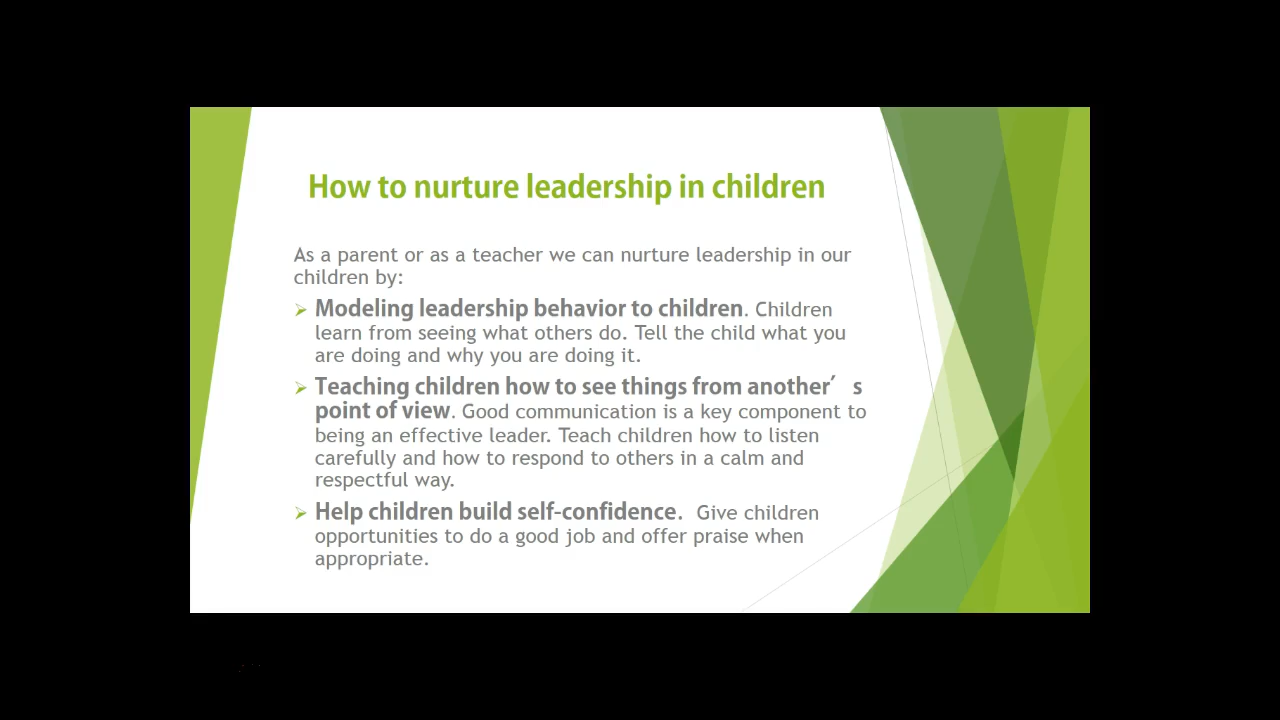 How to nurture leadership in children
As a parent or as a teacher we can nurture leadership in our
children by:
Modeling leadership behavior to children. Children
learn from seeing what others do. Tell the child what you
are doing and why you are doing it.
Teaching children how to see things from another′ s
point of view. Good communication is a key component to
being an effective leader. Teach children how to listen
carefully and how to respond to others in a calm and
respectful way.
Help children build self-confidence.  Give children
opportunities to do a good job and offer praise when
appropriate.